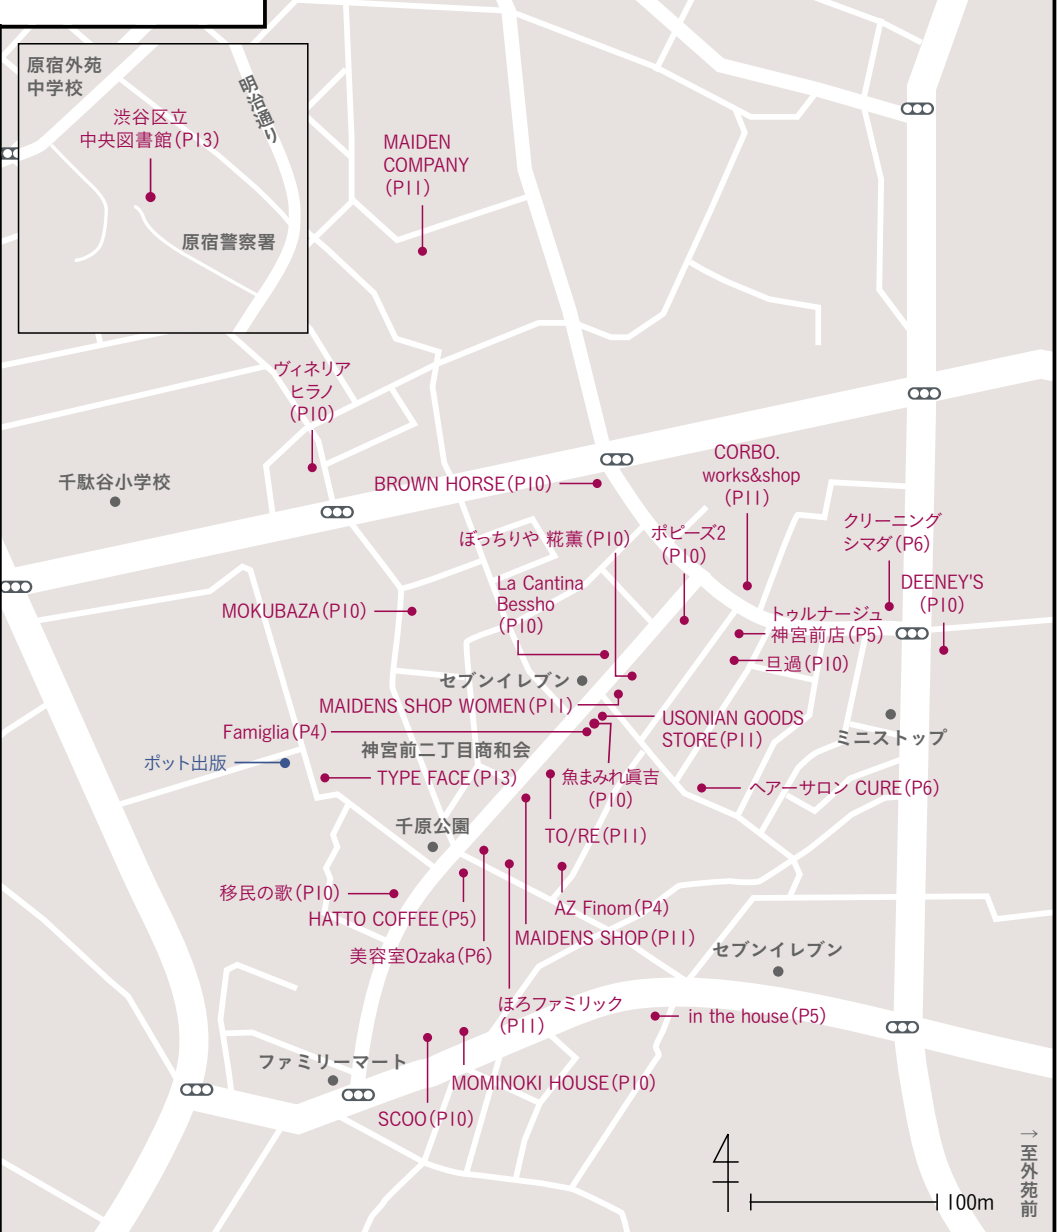 原宿外苑
中学校
明治通り
渋谷区立
中央図書館(P13)
原宿警察署
MAIDEN
COMPANY
(P11)
ヴィネリア
ヒラノ
(P10)
千駄谷小学校
BROWN HORSE(P10)
CORBO.
works&shop
(P11)
ぼっちりや 糀薫(P10)
ポピーズ2
(P10)
クリーニング
シマダ(P6)
La Cantina
Bessho
(P10)
DEENEY'S
(P10)
MOKUBAZA(P10)
トゥルナージュ
神宮前店(P5)
旦過(P10)
セブンイレブン
MAIDENS SHOP WOMEN(P11)
USONIAN GOODS
STORE(P11)
Famiglia(P4)
神宮前二丁目商和会
ミニストップ
ポット出版
TYPE FACE(P13)
魚まみれ眞吉
(P10)
ヘアーサロン CURE(P6)
千原公園
TO/RE(P11)
移民の歌(P10)
HATTO COFFEE(P5)
AZ Finom(P4)
MAIDENS SHOP(P11)
美容室Ozaka(P6)
セブンイレブン
ほろファミリック
(P11)
in the house(P5)
ファミリーマート
MOMINOKI HOUSE(P10)
SCOO(P10)
→至外苑前
100m